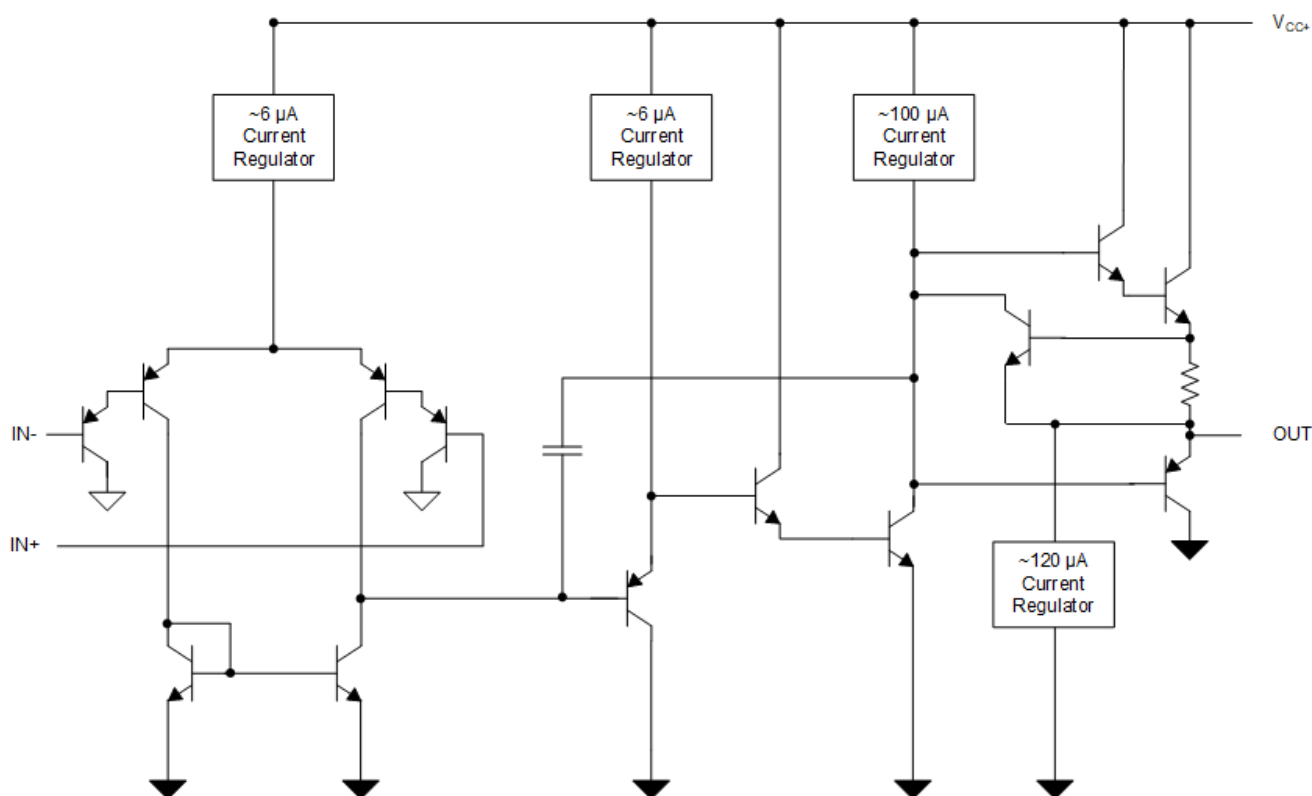 V_CC+
~6 µA
Current
Regulator
~6 µA
Current
Regulator
~100 µA
Current
Regulator
IN-
OUT
IN+
~120 µA
Current
Regulator